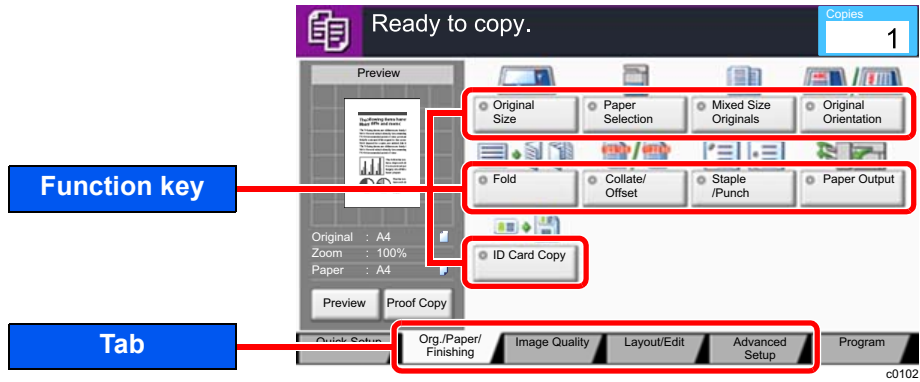 Ready to copy.
Copies
1
Preview
Original
Size
Paper
Selection
Mixed Size
Originals
Original
Orientation
Function key
Fold
Collate/
Offset
Staple
/Punch
Paper Output
Original : A4
Zoom : 100%
Paper : A4
ID Card Copy
Preview
Proof Copy
Tab
Quick Setup
Org./Paper/
Finishing
Image Quality
Layout/Edit
Advanced
Setup
Program
c0102